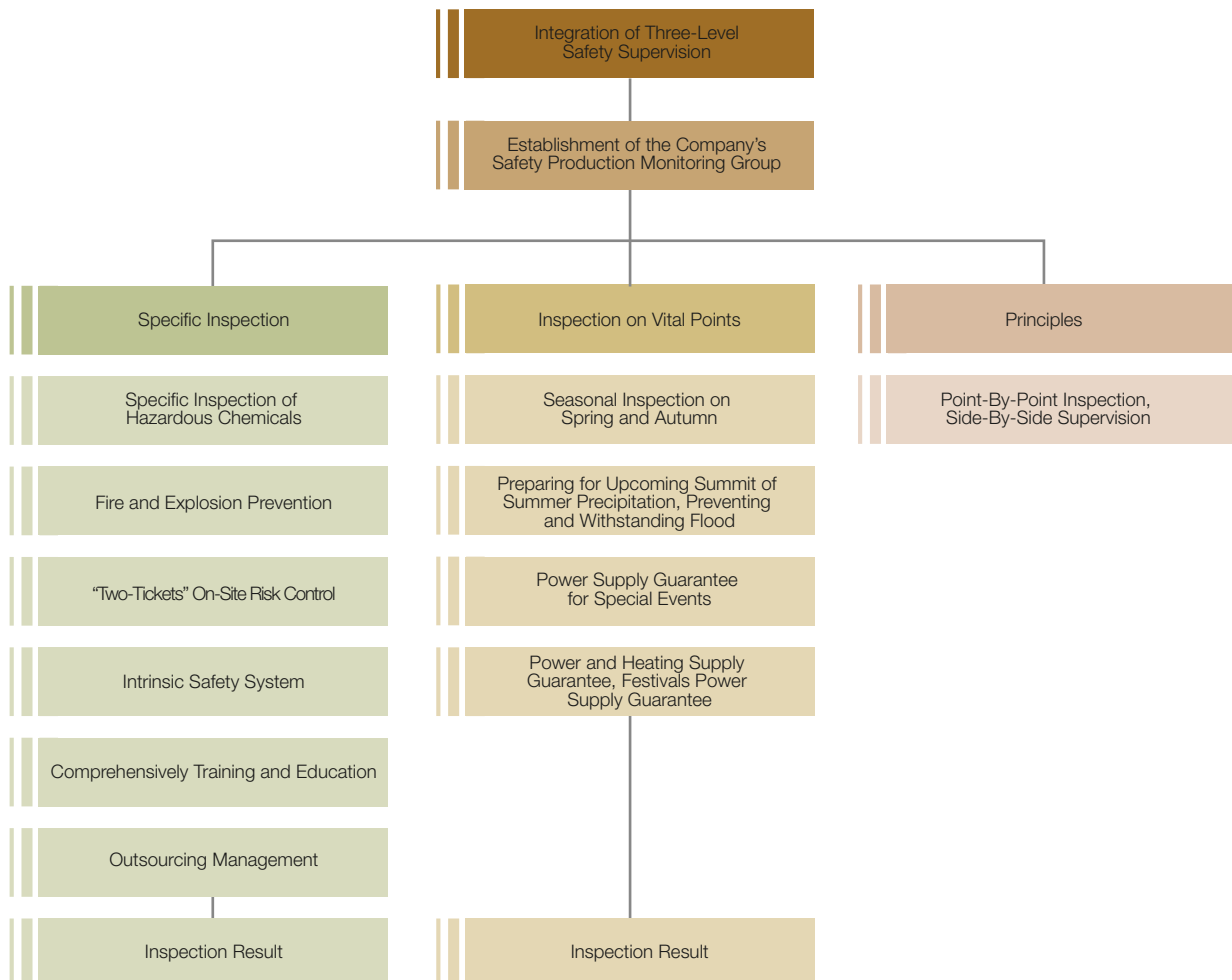 Integration of Three-Level
Safety Supervision
Establishment of the Company’s
Safety Production Monitoring Group
Specific Inspection
Specific Inspection of
Hazardous Chemicals
Fire and Explosion Prevention
“Two-Tickets” On-Site Risk Control
Intrinsic Safety System
Comprehensively Training and Education
Outsourcing Management
Inspection Result
Inspection on Vital Points
Seasonal Inspection on
Spring and Autumn
Preparing for Upcoming Summit of
Summer Precipitation, Preventing
and Withstanding Flood
Power Supply Guarantee
for Special Events
Power and Heating Supply
Guarantee, Festivals Power
Supply Guarantee
Inspection Result
Principles
Point-By-Point Inspection,
Side-By-Side Supervision